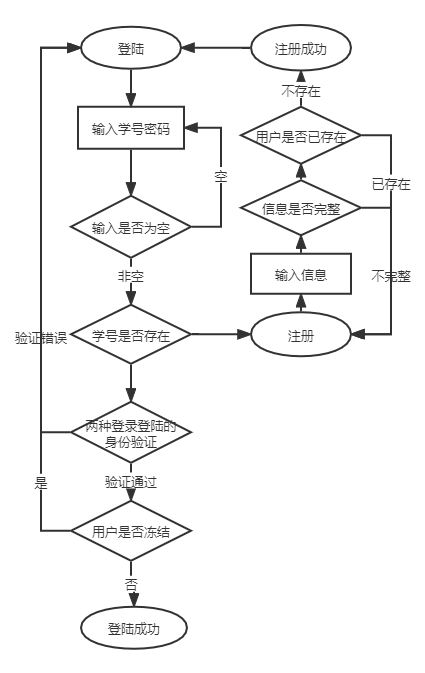 登陆
注册成功
不存在
输入学号密码
用户是否已存在
空
已存在
信息是否完整
输入是否为空
非空
输入信息
不完整
验证错误
学号是否存在
注册
两种登录登陆的
身份验证
验证通过
是
用户是否冻结
否
登陆成功